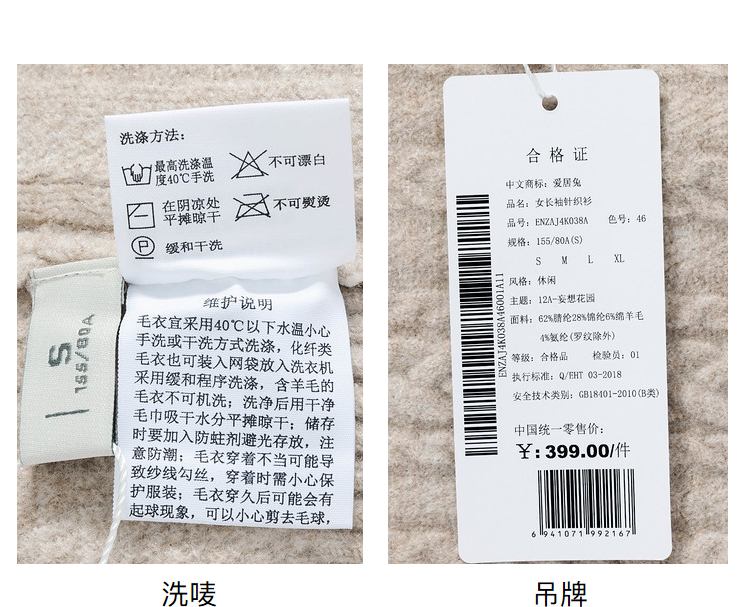 洗涤方法:
最高洗涤温
度40℃手洗
不可漂白
在阴凉处
平摊晾干
不可熨烫
P
缓和干洗
维护说明
毛衣宜采用40℃以下水温小心
手洗或干洗方式洗涤，化纤类
毛衣也可装入网袋放入洗衣机
采用缓和程序洗涤，含羊毛的
毛衣不可机洗；洗净后用干净
毛巾吸干水分平摊晾干；储存
时要加入防蛀剂避光存放，注
意防潮；毛衣穿着不当可能导
致纱线勾丝，穿着时需小心保
护服装；毛衣穿久后可能会有
起球现象，可以小心剪去毛球，
S
155/80A
洗唛
合格证
中文商标: 爱居兔
品名: 女长袖针织衫
品号: ENZAJ4K038A 色号: 46
规格: 155/80A(S)
S M L XL
风格: 休闲
主题: 12A-妄想花园
面料: 62%腈纶28%锦纶6%绵羊毛
4%氨纶(罗纹除外)
等级: 合格品 检验员: 01
执行标准: Q/EHT 03-2018
安全技术类别: GB18401-2010(B类)
中国统一零售价:
¥: 399.00/件
ENZAJ4K038A46001A11
6 941071 992167
吊牌